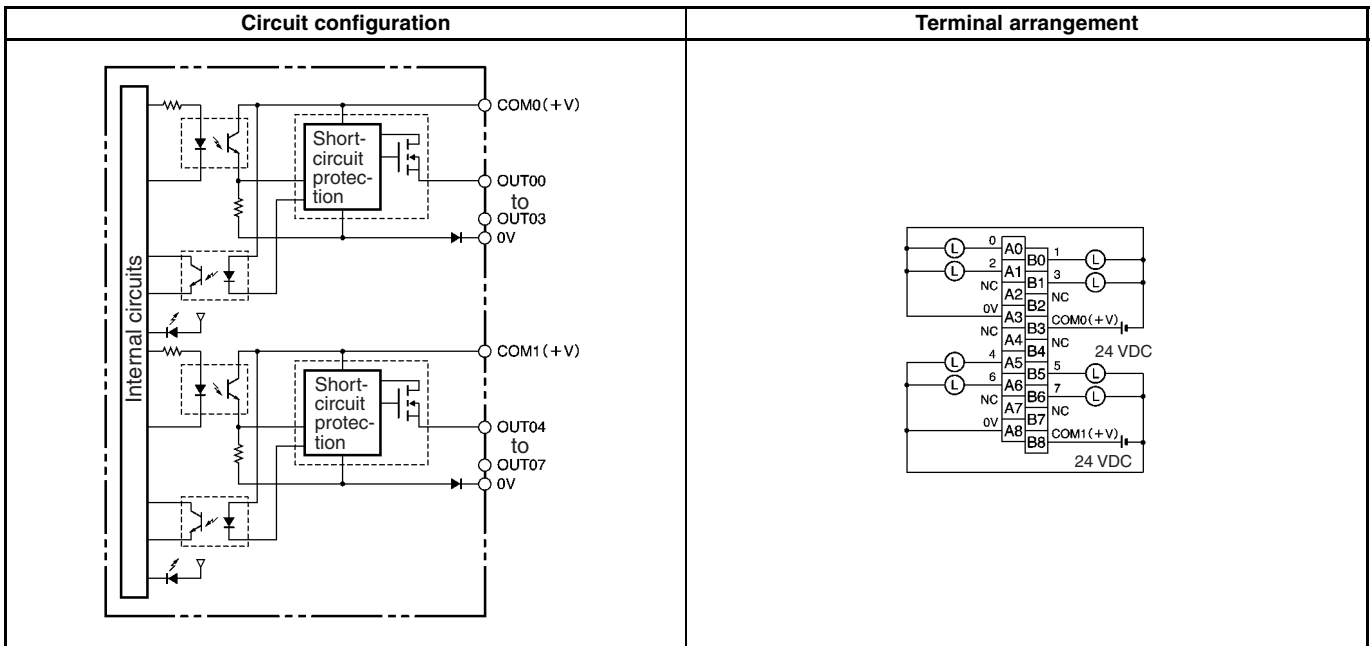 Circuit configuration
Terminal arrangement
Internal circuits
COM0(+V)
Short-
circuit
protec-
tion
OUT00
to
OUT03
0V
COM1(+V)
Short-
circuit
protec-
tion
OUT04
to
OUT07
0V
L 0 A0
B0 1 L
L 2 A1
B1 3 L
NC A2
B2 NC
0V A3
B3 COM0(+V)
NC A4
B4 NC
24 VDC
L 4 A5
B5 5 L
L 6 A6
B6 7 L
NC A7
B7 NC
0V A8
B8 COM1(+V)
24 VDC